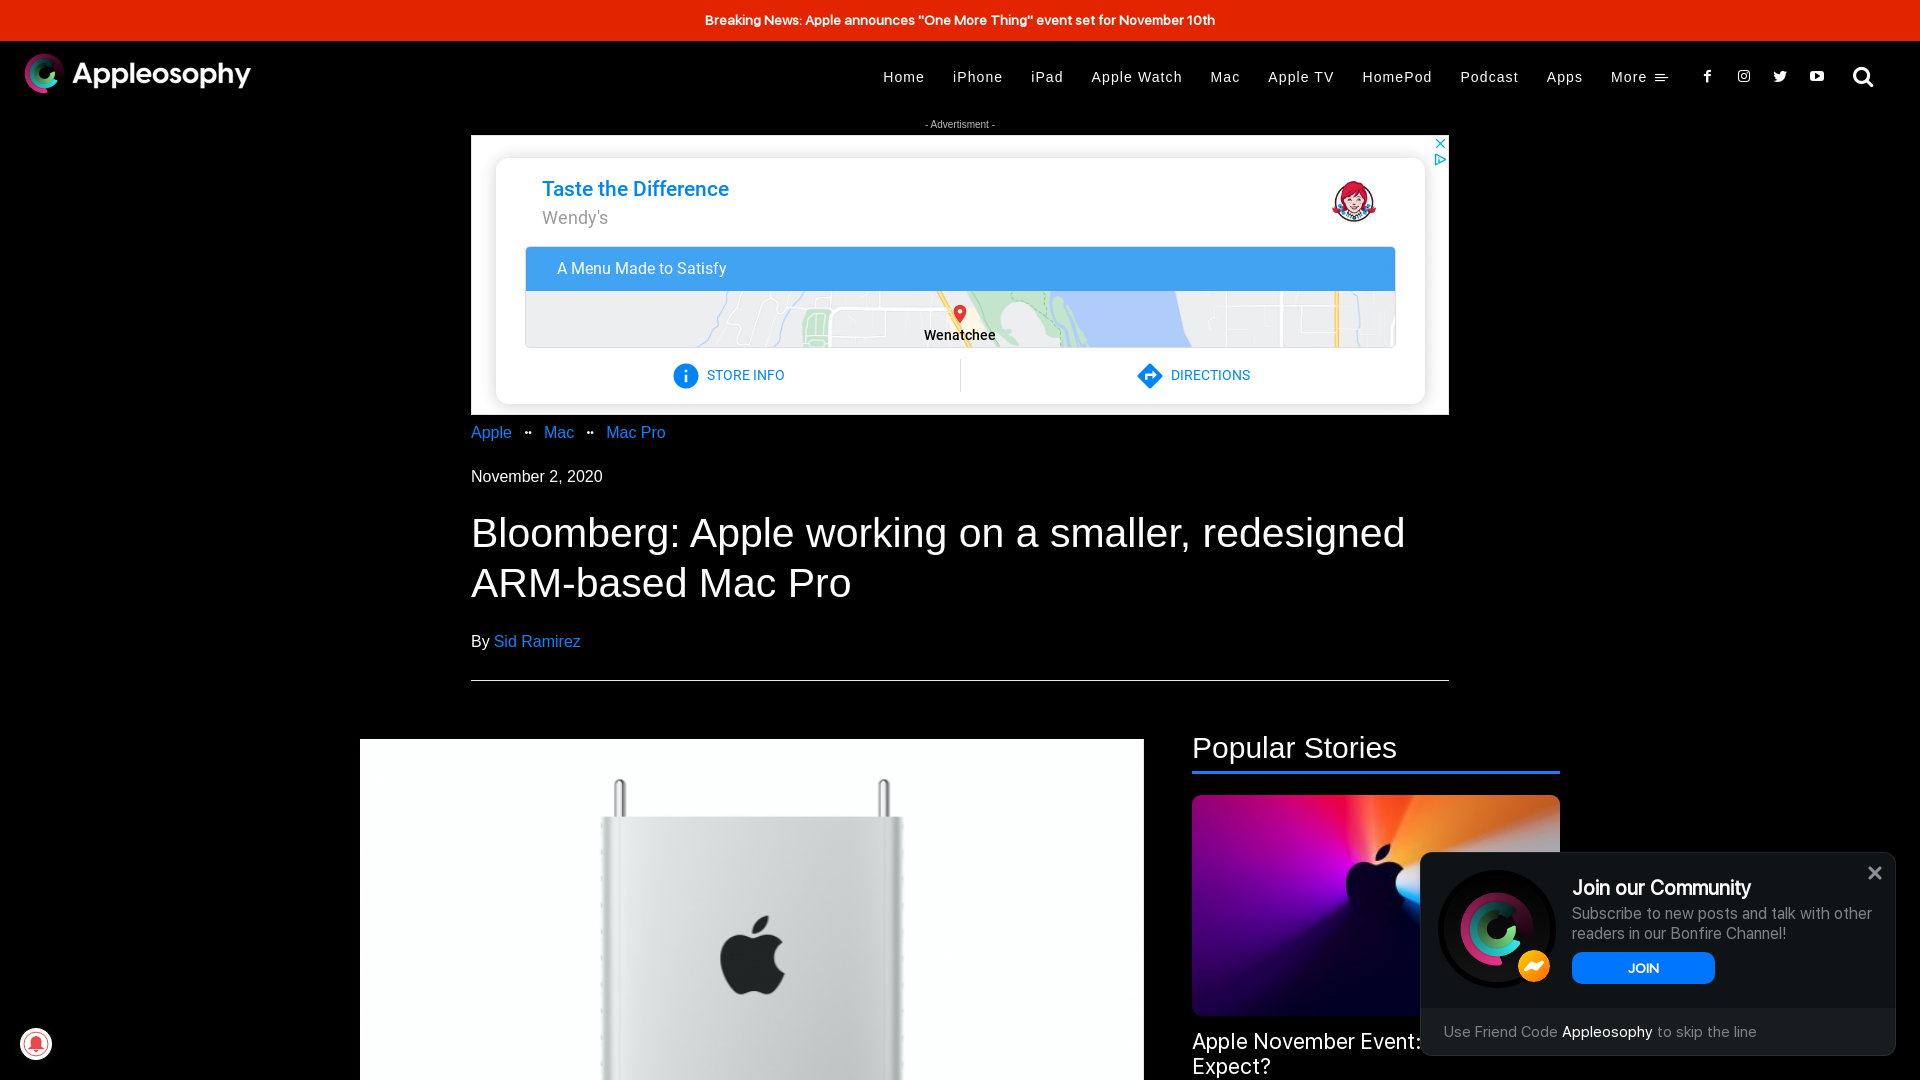 Breaking News: Apple announces "One More Thing" event set for November 10th
Appleosophy
Home iPhone iPad Apple Watch Mac Apple TV HomePod Podcast Apps More
- Advertisment -
Taste the Difference
Wendy's
A Menu Made to Satisfy
Wenatchee
STORE INFO
DIRECTIONS
Apple •• Mac •• Mac Pro
November 2, 2020
Bloomberg: Apple working on a smaller, redesigned
ARM-based Mac Pro
By Sid Ramirez
Popular Stories
Apple November Event:
Expect?
Join our Community
Subscribe to new posts and talk with other
readers in our Bonfire Channel!
JOIN
Use Friend Code Appleosophy to skip the line